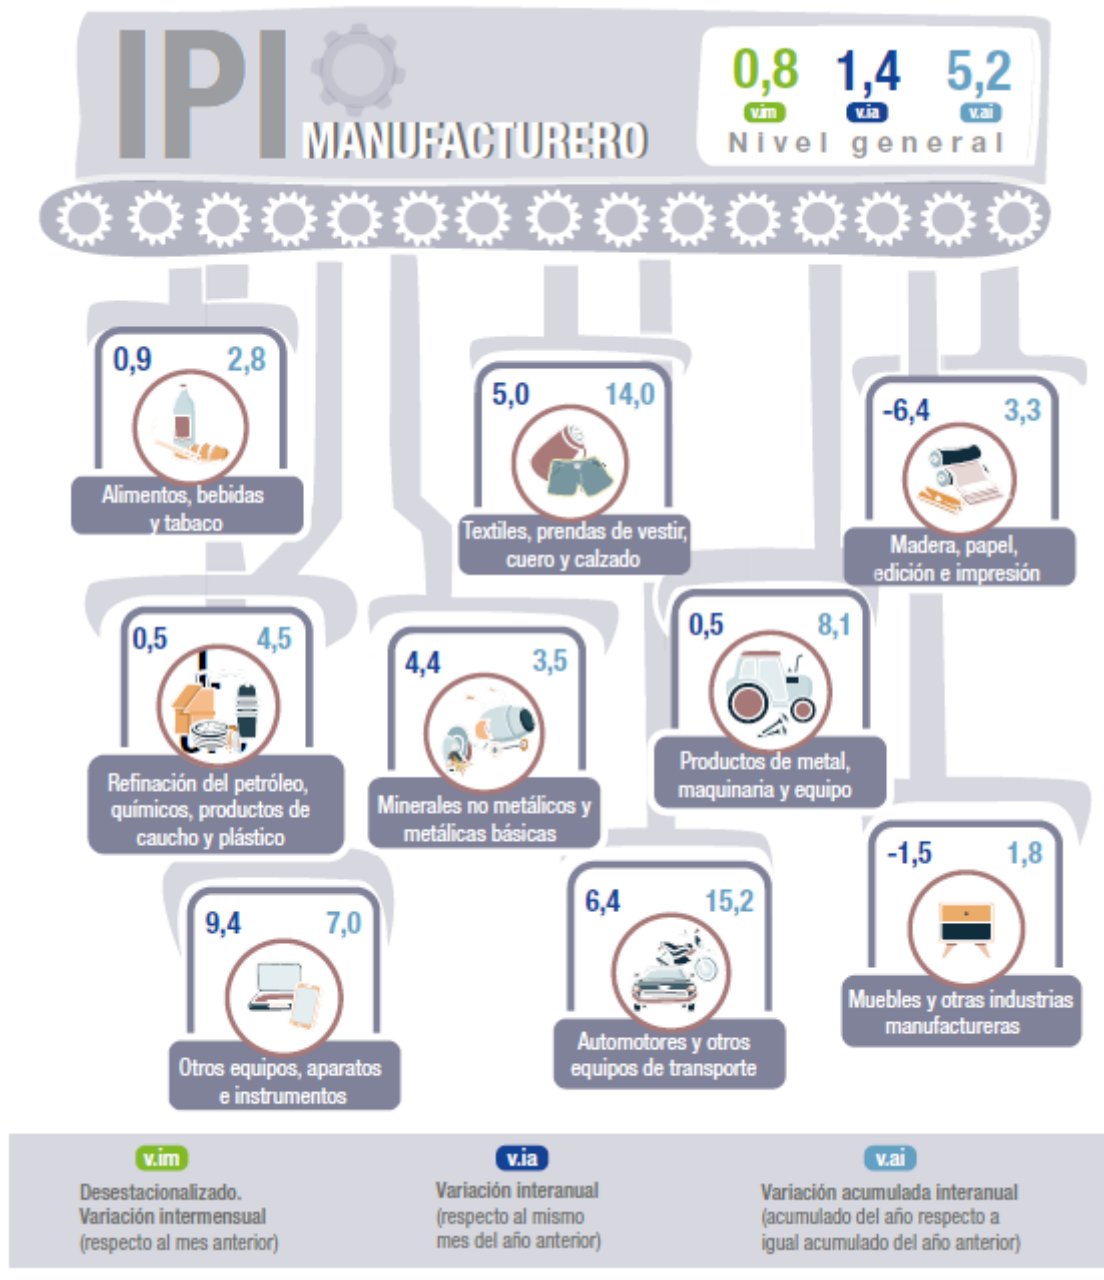 IPI
MANUFACTURERO
0,8 1,4 5,2
v.im v.ia v.ai
Nivel general
0,9 2,8
Alimentos, bebidas
y tabaco
5,0 14,0
Textiles, prendas de vestir,
cuero y calzado
-6,4 3,3
Madera, papel,
edición e impresión
0,5 4,5
Refinación del petróleo,
químicos, productos de
caucho y plástico
4,4 3,5
Minerales no metálicos y
metálicas básicas
0,5 8,1
Productos de metal,
maquinaria y equipo
9,4 7,0
Otros equipos, aparatos
e instrumentos
6,4 15,2
Automotores y otros
equipos de transporte
-1,5 1,8
Muebles y otras industrias
manufactureras
v.im
Desestacionalizado.
Variación intermensual
(respecto al mes anterior)
v.ia
Variación interanual
(respecto al mismo
mes del año anterior)
v.ai
Variación acumulada interanual
(acumulado del año respecto a
igual acumulado del año anterior)